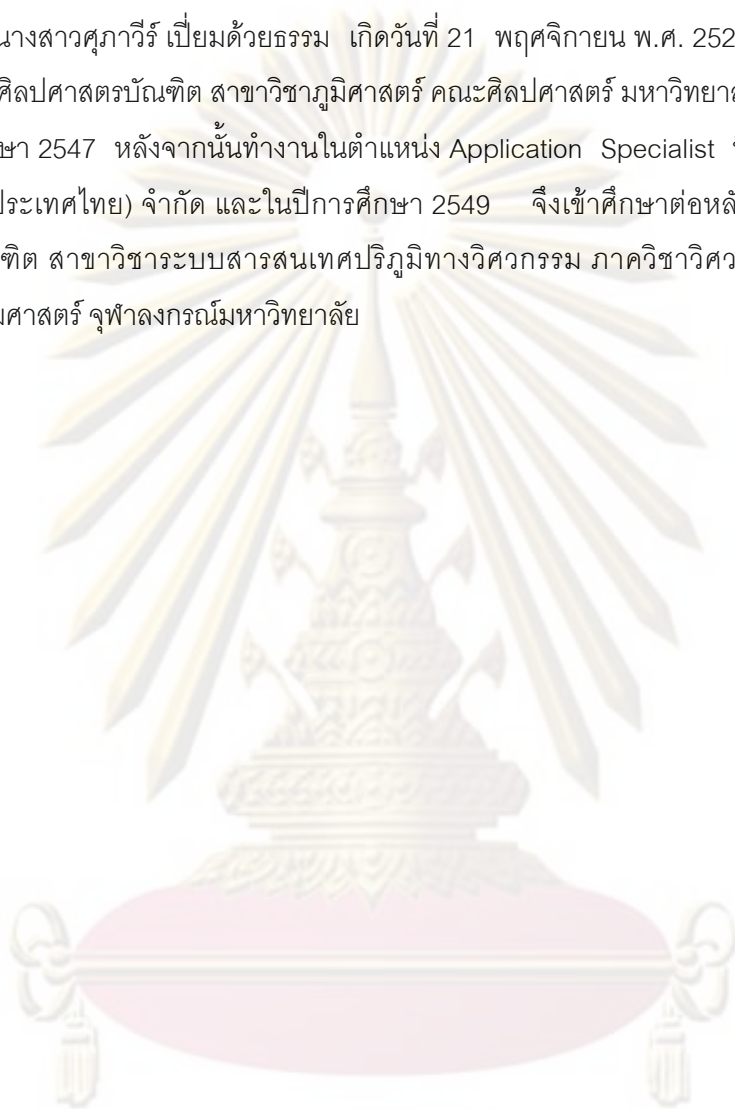 นางสาวศุภาวีร์ เปี่ยมด้วยธรรม เกิดวันที่ 21 พฤศจิกายน พ.ศ. 252
ศิลปศาสตรบัณฑิต สาขาวิชาภูมิศาสตร์ คณะศิลปศาสตร์ มหาวิทยาล
ษา 2547 หลังจากนั้นทำงานในตำแหน่ง Application Specialist
ประเทศไทย) จำกัด และในปีการศึกษา 2549 จึงเข้าศึกษาต่อหล
ฑิต สาขาวิชาระบบสารสนเทศปริภูมิทางวิศวกรรม ภาควิชาวิศว
มศาสตร์ จุฬาลงกรณ์มหาวิทยาลัย